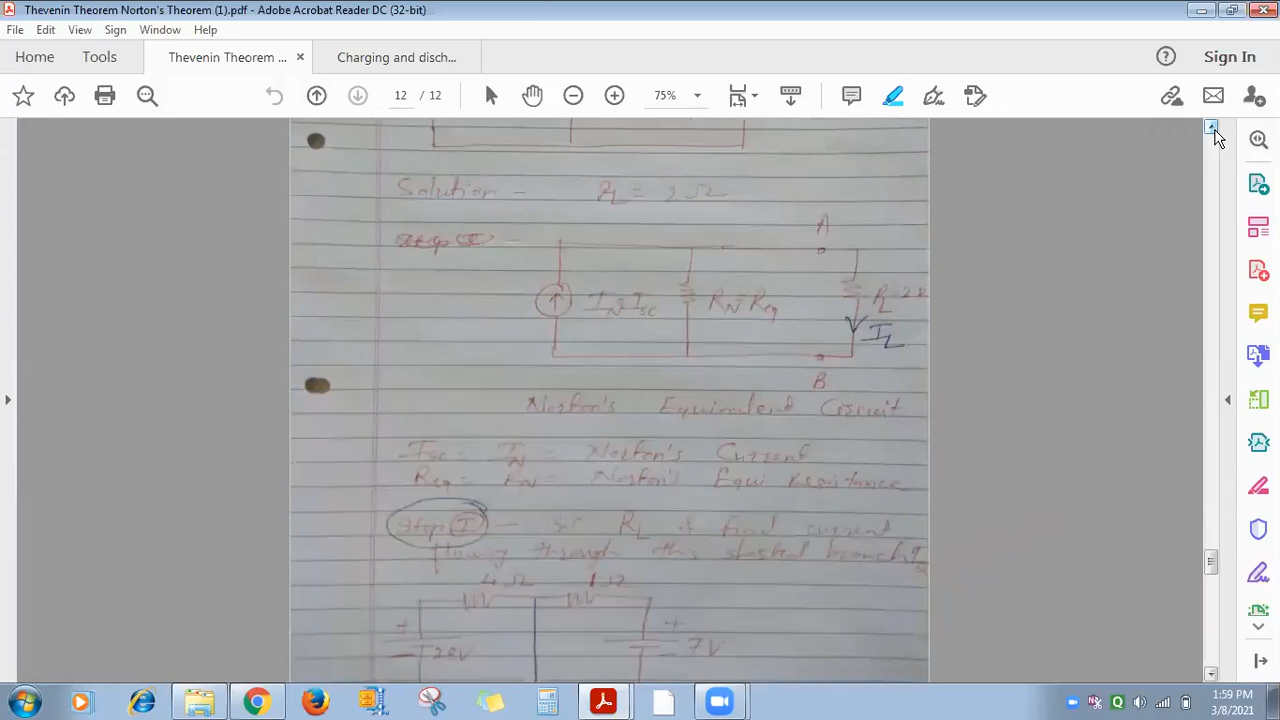 Thevenin Theorem Norton's Theorem (1).pdf - Adobe Acrobat Reader DC (32-bit)
File Edit View Sign Window Help
Home Tools Thevenin Theorem ... × Charging and disch... Sign In
12 / 12 75%
Solution - RL = 2Ω
A
IN=Isc RN=Req RL=2Ω
IL
B
Norton's Equivalent Circuit
Isc = IN = Norton's Current
Req = RN = Norton's Equi Resistance
Step I - RL & find current
flowing through this shorted branch
4Ω 1Ω
+ +
- 28V - 7V
1:59 PM
3/8/2021